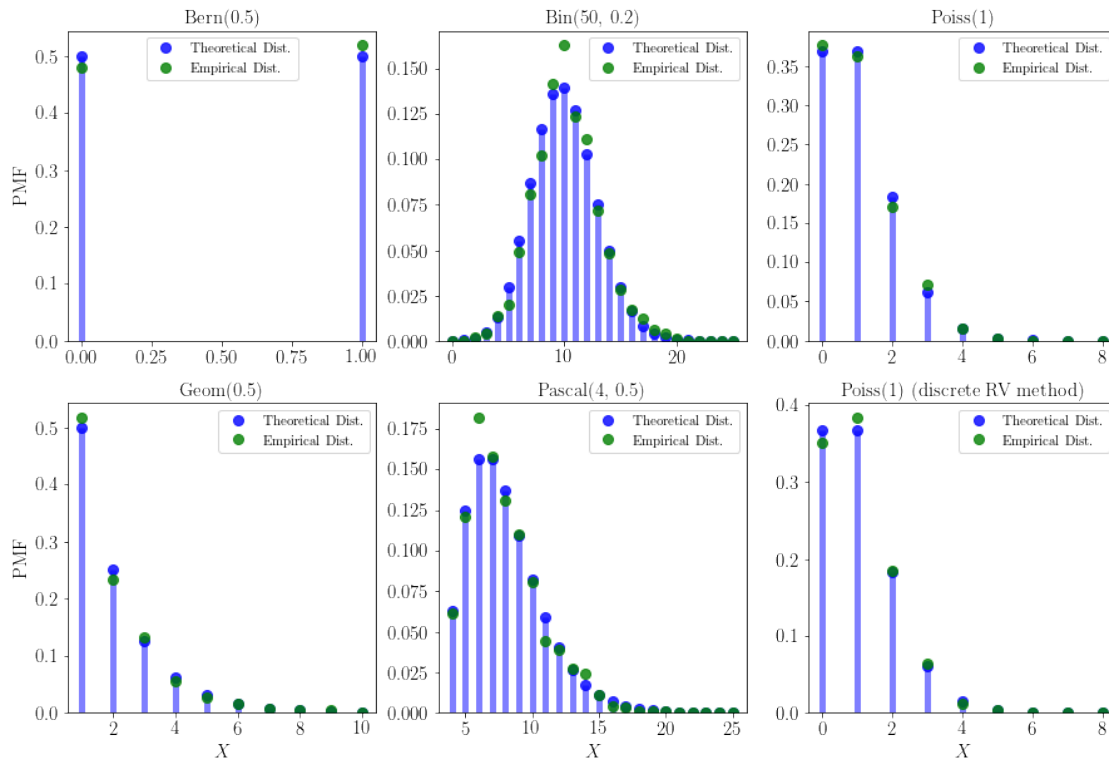 Bern(0.5)
Theoretical Dist.
Empirical Dist.
PMF
0.5
0.4
0.3
0.2
0.1
0.0
0.00 0.25 0.50 0.75 1.00
Bin(50, 0.2)
Theoretical Dist.
Empirical Dist.
0.150
0.125
0.100
0.075
0.050
0.025
0.000
0 10 20
Poiss(1)
Theoretical Dist.
Empirical Dist.
0.35
0.30
0.25
0.20
0.15
0.10
0.05
0.00
0 2 4 6 8
Geom(0.5)
Theoretical Dist.
Empirical Dist.
PMF
0.5
0.4
0.3
0.2
0.1
0.0
2 4 6 8 10
X
Pascal(4, 0.5)
Theoretical Dist.
Empirical Dist.
0.175
0.150
0.125
0.100
0.075
0.050
0.025
0.000
5 10 15 20 25
X
Poiss(1) (discrete RV method)
Theoretical Dist.
Empirical Dist.
0.4
0.3
0.2
0.1
0.0
0 2 4 6 8
X